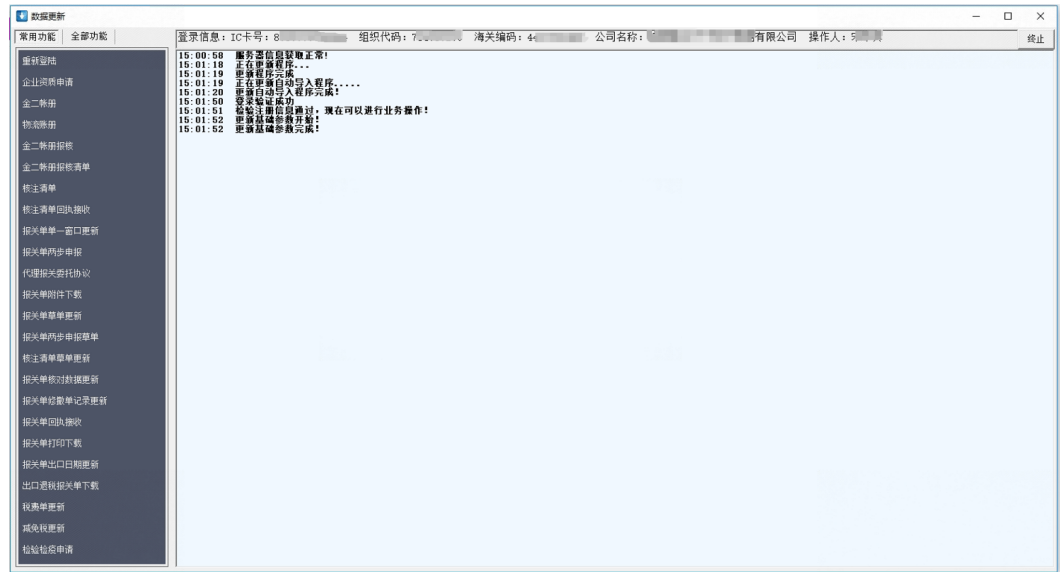 数据更新
常用功能 全部功能
登录信息：IC卡号：8 组织代码：7 海关编码：4 公司名称： 有限公司 操作人：
终止
重新登陆
企业资质申请
金二帐册
物流账册
金二帐册报核
金二帐册报核清单
核注清单
核注清单回执接收
报关单单一窗口更新
报关单两步申报
代理报关委托协议
报关单附件下载
报关单草单更新
报关单两步申报草单
核注清单草单更新
报关单核对数据更新
报关单修撤单记录更新
报关单回执接收
报关单打印下载
报关单出口日期更新
出口退税报关单下载
税费单更新
减免税更新
检验检疫申请
15:00:58 服务器信息获取正常!
15:01:18 正在更新程序...
15:01:19 更新程序完成
15:01:19 正在更新自动导入程序.....
15:01:20 更新自动导入程序完成!
15:01:50 登录验证成功
15:01:51 检验注册信息通过，现在可以进行业务操作!
15:01:52 更新基础参数开始!
15:01:52 更新基础参数完成!